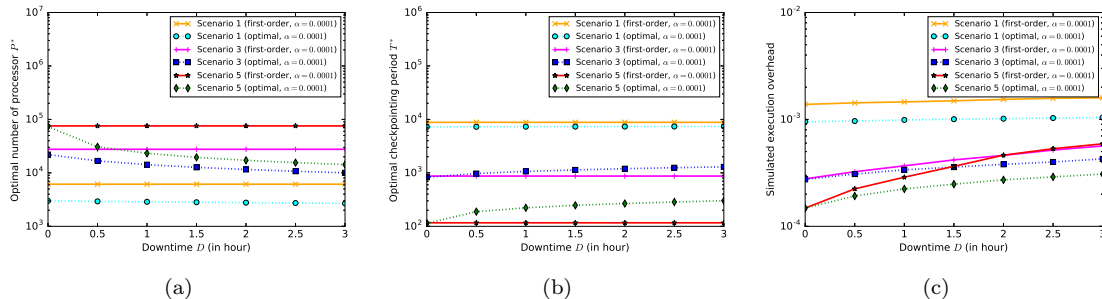 10^7
10^6
10^5
10^4
10^3
Optimal number of processor P*
Scenario 1 (first-order, α = 0.0001)
Scenario 1 (optimal, α = 0.0001)
Scenario 3 (first-order, α = 0.0001)
Scenario 3 (optimal, α = 0.0001)
Scenario 5 (first-order, α = 0.0001)
Scenario 5 (optimal, α = 0.0001)
0 0.5 1 1.5 2 2.5 3
Downtime D (in hour)
(a)
10^6
10^5
10^4
10^3
10^2
Optimal checkpointing period T*
Scenario 1 (first-order, α = 0.0001)
Scenario 1 (optimal, α = 0.0001)
Scenario 3 (first-order, α = 0.0001)
Scenario 3 (optimal, α = 0.0001)
Scenario 5 (first-order, α = 0.0001)
Scenario 5 (optimal, α = 0.0001)
0 0.5 1 1.5 2 2.5 3
Downtime D (in hour)
(b)
10^-2
10^-3
10^-4
Simulated execution overhead
Scenario 1 (first-order, α = 0.0001)
Scenario 1 (optimal, α = 0.0001)
Scenario 3 (first-order, α = 0.0001)
Scenario 3 (optimal, α = 0.0001)
Scenario 5 (first-order, α = 0.0001)
Scenario 5 (optimal, α = 0.0001)
0 0.5 1 1.5 2 2.5 3
Downtime D (in hour)
(c)